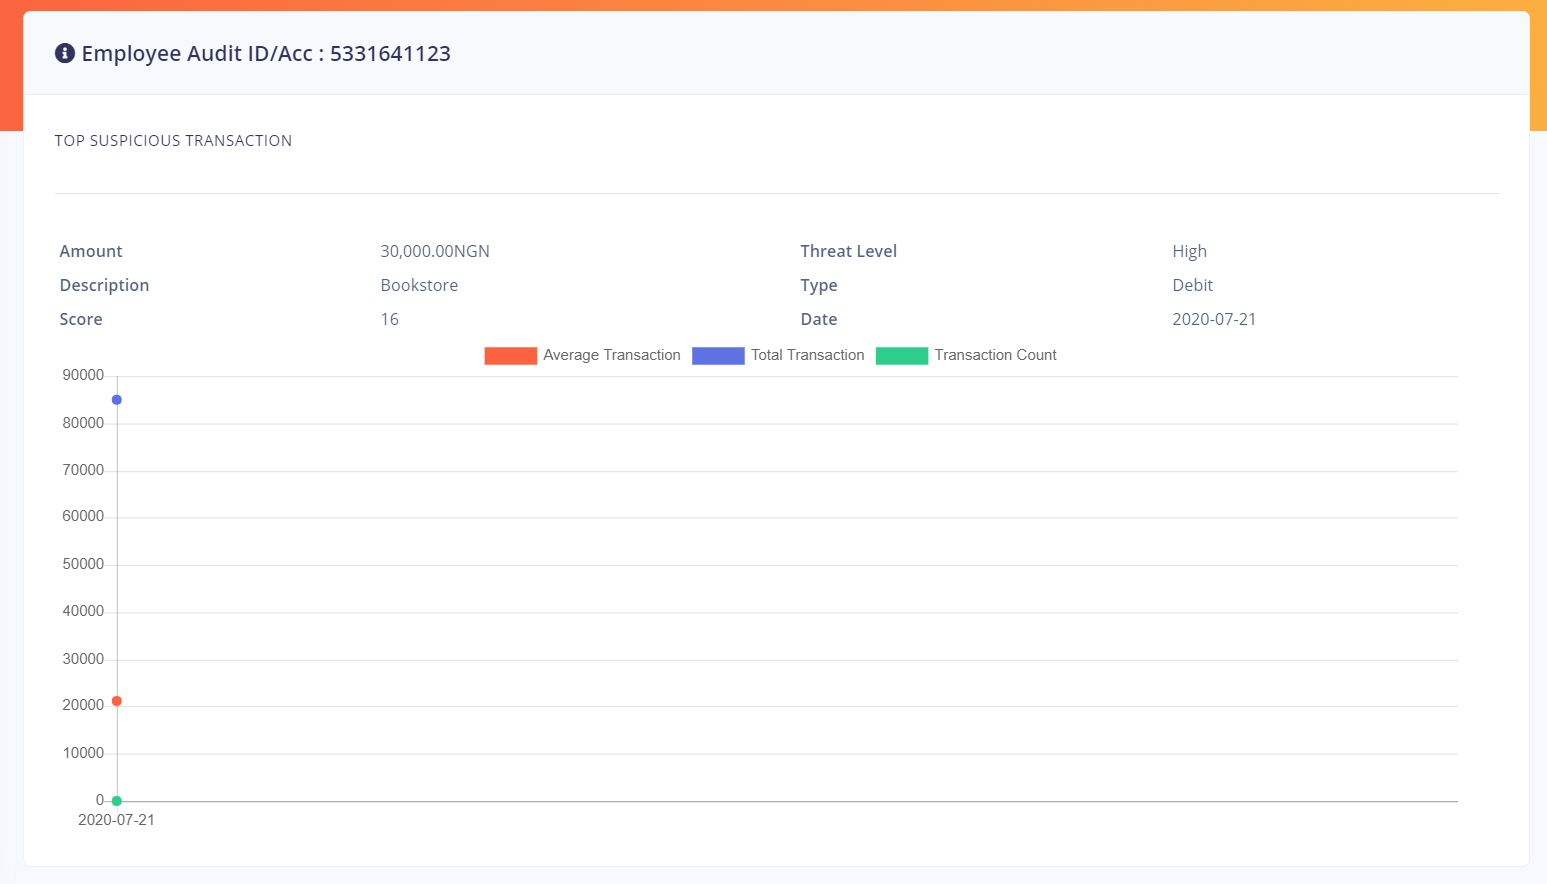 Employee Audit ID/Acc : 5331641123
TOP SUSPICIOUS TRANSACTION
Amount 30,000.00NGN Threat Level High
Description Bookstore Type Debit
Score 16 Date 2020-07-21
Average Transaction Total Transaction Transaction Count
90000
80000
70000
60000
50000
40000
30000
20000
10000
0
2020-07-21